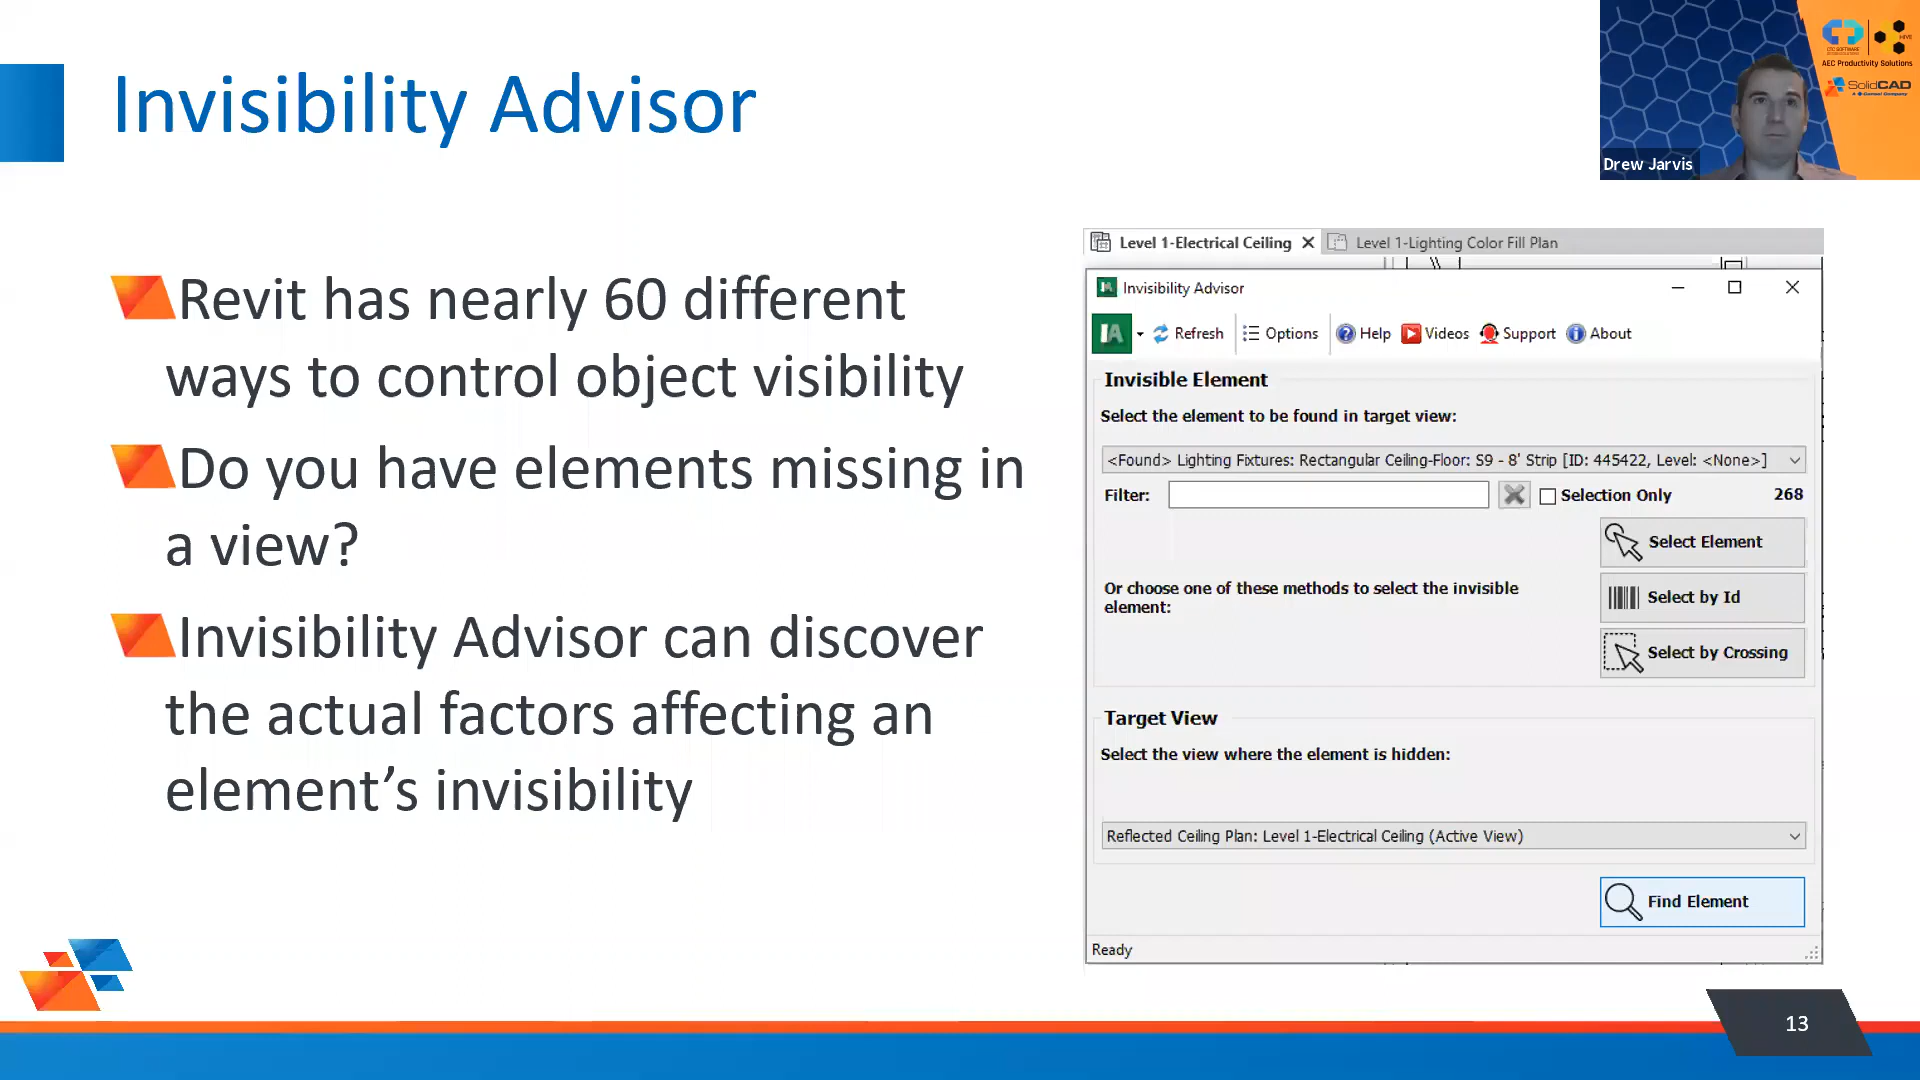 Invisibility Advisor
AEC Productivity Solutions
SolidCAD
Drew Jarvis
Revit has nearly 60 different
ways to control object visibility
Do you have elements missing in
a view?
Invisibility Advisor can discover
the actual factors affecting an
element's invisibility
Level 1-Electrical Ceiling
Level 1-Lighting Color Fill Plan
IA Invisibility Advisor
IA Refresh Options Help Videos Support About
Invisible Element
Select the element to be found in target view:
<Found> Lighting Fixtures: Rectangular Ceiling-Floor: S9 - 8' Strip [ID: 445422, Level: <None>]
Filter: Selection Only 268
Select Element
Or choose one of these methods to select the invisible
element:
Select by Id
Select by Crossing
Target View
Select the view where the element is hidden:
Reflected Ceiling Plan: Level 1-Electrical Ceiling (Active View)
Find Element
Ready
13